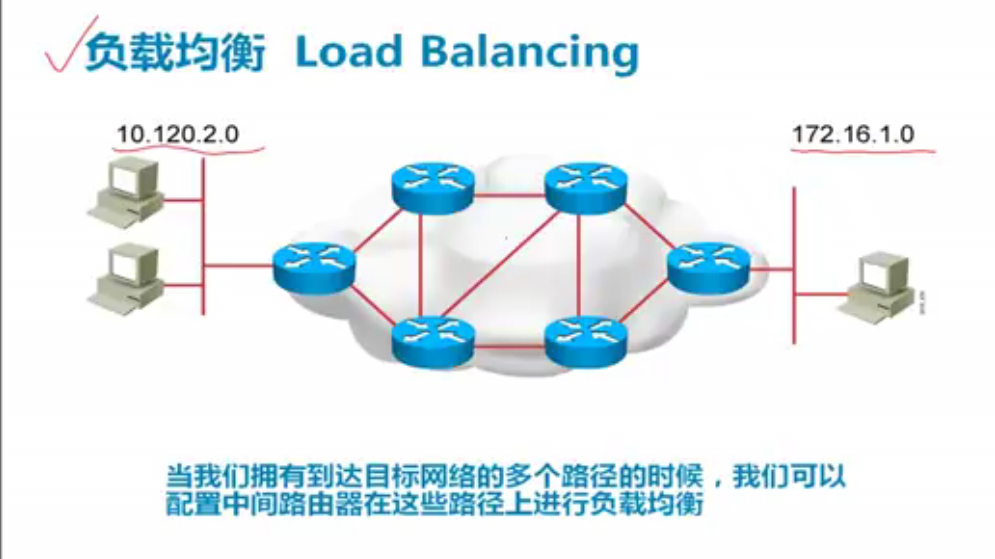 负载均衡 Load Balancing
10.120.2.0
172.16.1.0
当我们拥有到达目标网络的多个路径的时候，我们可以
配置中间路由器在这些路径上进行负载均衡